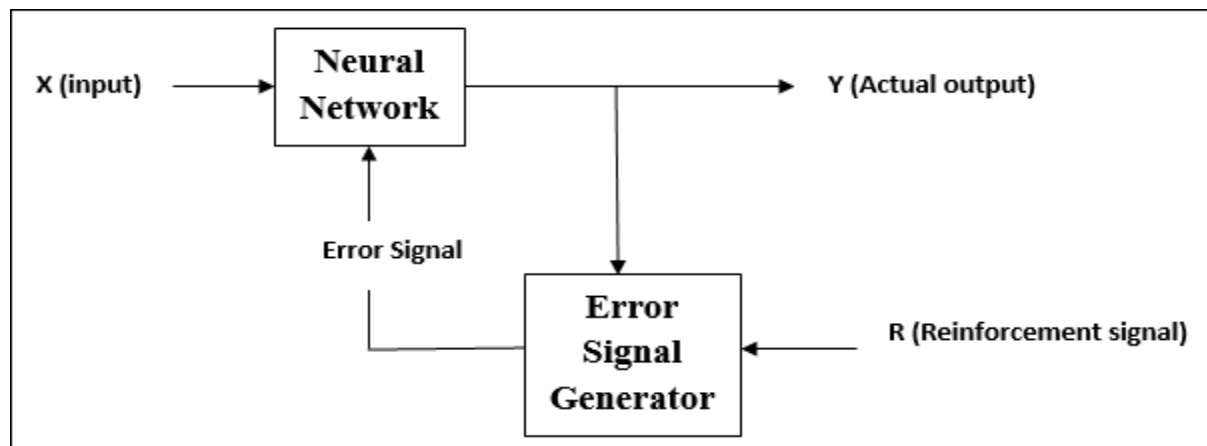 X (input)
Neural
Network
Y (Actual output)
Error Signal
Error
Signal
Generator
R (Reinforcement signal)